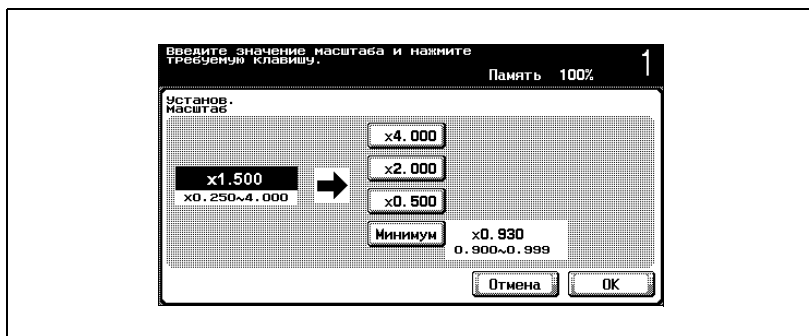 Введите значение масштаба и нажмите
требуемую клавишу.
Память 100%
1
Установ.
Масштаб
x4.000
x2.000
x1.500
x0.250~4.000
x0.500
Минимум
x0.930
0.900~0.999
Отмена
OK